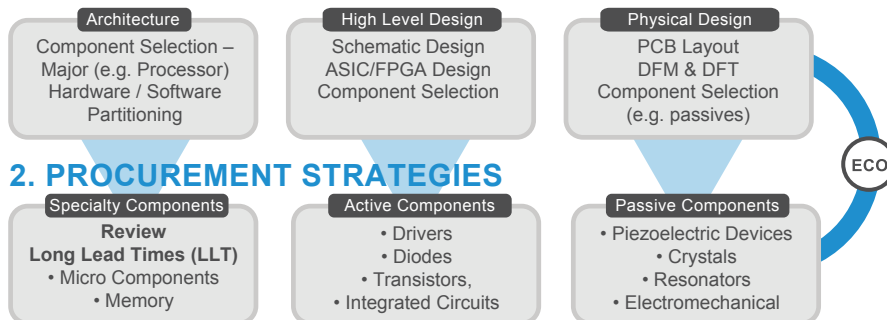 Architecture
Component Selection –
Major (e.g. Processor)
Hardware / Software
Partitioning
High Level Design
Schematic Design
ASIC/FPGA Design
Component Selection
Physical Design
PCB Layout
DFM & DFT
Component Selection
(e.g. passives)
ECO
2. PROCUREMENT STRATEGIES
Specialty Components
Review
Long Lead Times (LLT)
• Micro Components
• Memory
Active Components
• Drivers
• Diodes
• Transistors,
• Integrated Circuits
Passive Components
• Piezoelectric Devices
• Crystals
• Resonators
• Electromechanical